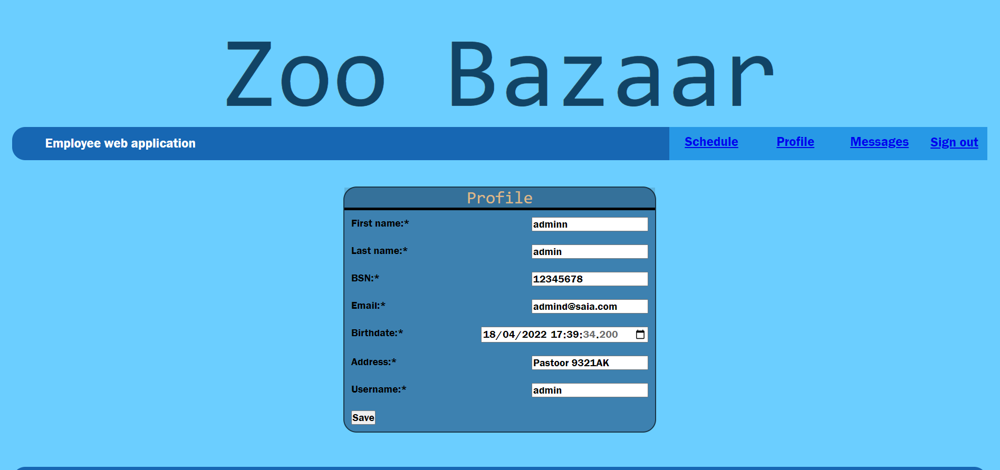 Zoo Bazaar
Employee web application Schedule Profile Messages Sign out
Profile
First name:* adminn
Last name:* admin
BSN:* 12345678
Email:* admind@saia.com
Birthdate:* 18/04/2022 17:39:34.200
Address:* Pastoor 9321AK
Username:* admin
Save